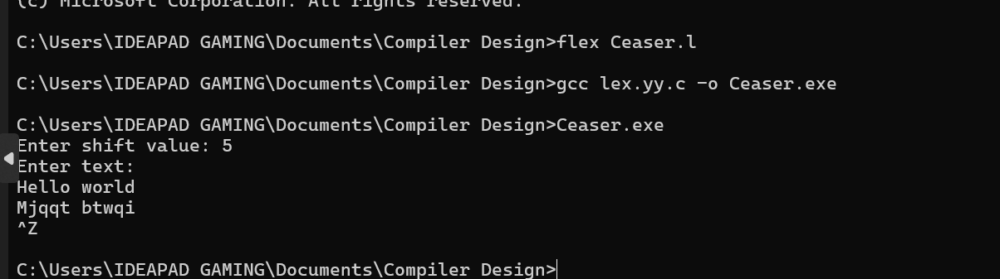 (c) Microsoft Corporation. All rights reserved.
C:\Users\IDEAPAD GAMING\Documents\Compiler Design>flex Ceaser.l
C:\Users\IDEAPAD GAMING\Documents\Compiler Design>gcc lex.yy.c -o Ceaser.exe
C:\Users\IDEAPAD GAMING\Documents\Compiler Design>Ceaser.exe
Enter shift value: 5
Enter text:
Hello world
Mjqqt btwqi
^Z
C:\Users\IDEAPAD GAMING\Documents\Compiler Design>